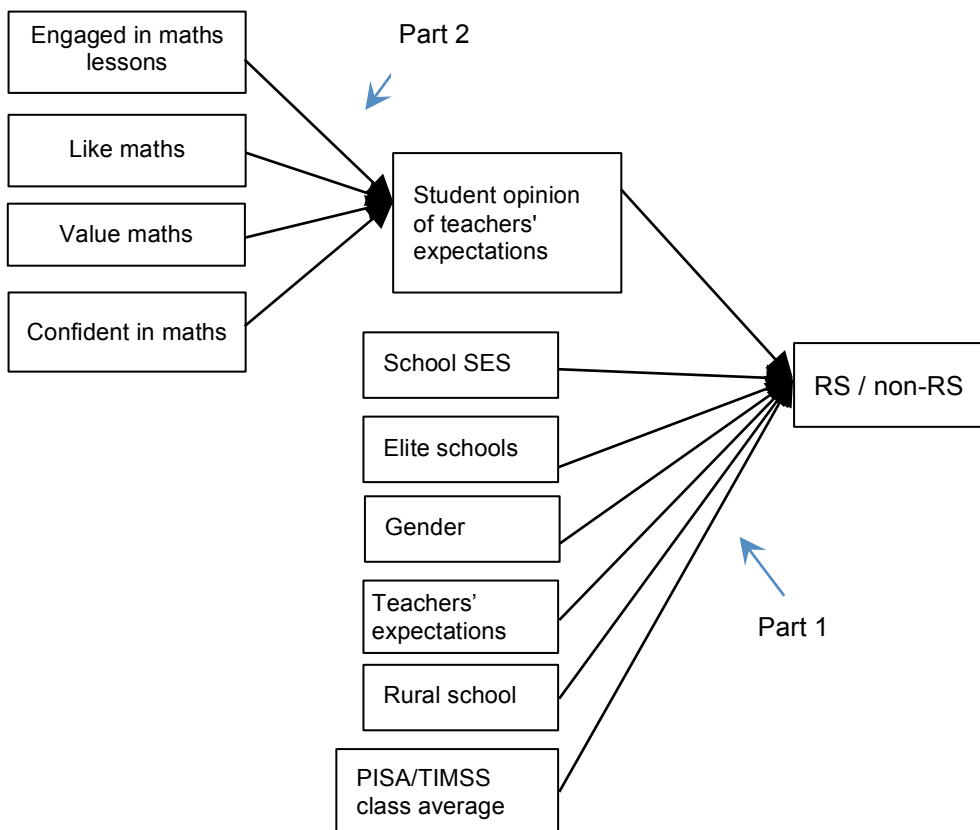 Engaged in maths
lessons
Part 2
Like maths
Student opinion
of teachers'
expectations
Value maths
Confident in maths
School SES
RS / non-RS
Elite schools
Gender
Teachers’
expectations
Part 1
Rural school
PISA/TIMSS
class average